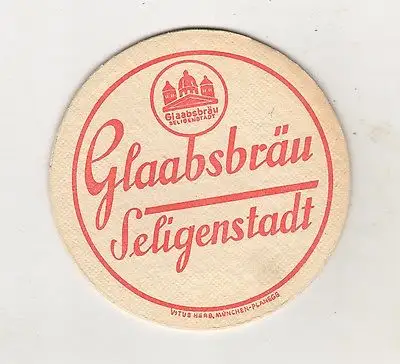 Glaabsbräu
SELIGENSTADT
Glaabsbräu
Seligenstadt
VITUS HERB, MÜNCHEN-PLANEGG